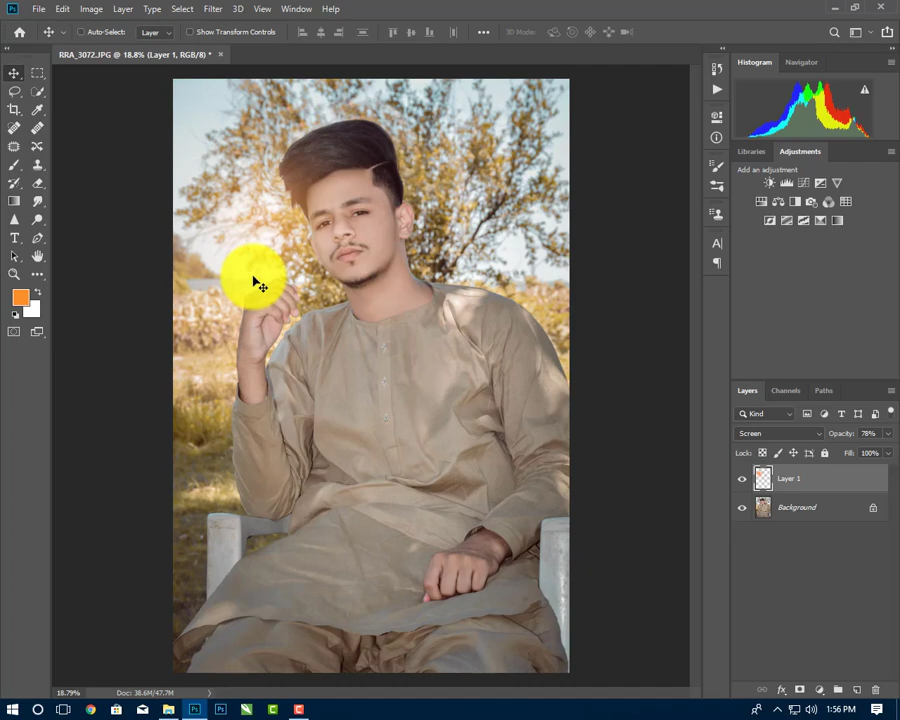 File Edit Image Layer Type Select Filter 3D View Window Help
Auto-Select: Layer Show Transform Controls 3D Mode:
RRA_3072.JPG @ 18.8% (Layer 1, RGB/8) * ×
Histogram Navigator
Libraries Adjustments
Add an adjustment
Layers Channels Paths
Kind
Screen Opacity: 78%
Lock: Fill: 100%
Layer 1
Background
18.79% Doc: 38.6M/47.7M
1:56 PM